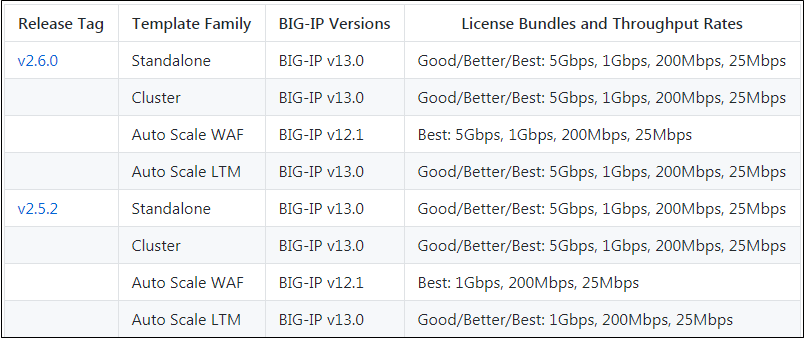 Release Tag Template Family BIG-IP Versions License Bundles and Throughput Rates
v2.6.0 Standalone BIG-IP v13.0 Good/Better/Best: 5Gbps, 1Gbps, 200Mbps, 25Mbps
Cluster BIG-IP v13.0 Good/Better/Best: 5Gbps, 1Gbps, 200Mbps, 25Mbps
Auto Scale WAF BIG-IP v12.1 Best: 5Gbps, 1Gbps, 200Mbps, 25Mbps
Auto Scale LTM BIG-IP v13.0 Good/Better/Best: 5Gbps, 1Gbps, 200Mbps, 25Mbps
v2.5.2 Standalone BIG-IP v13.0 Good/Better/Best: 5Gbps, 1Gbps, 200Mbps, 25Mbps
Cluster BIG-IP v13.0 Good/Better/Best: 5Gbps, 1Gbps, 200Mbps, 25Mbps
Auto Scale WAF BIG-IP v12.1 Best: 1Gbps, 200Mbps, 25Mbps
Auto Scale LTM BIG-IP v13.0 Good/Better/Best: 1Gbps, 200Mbps, 25Mbps